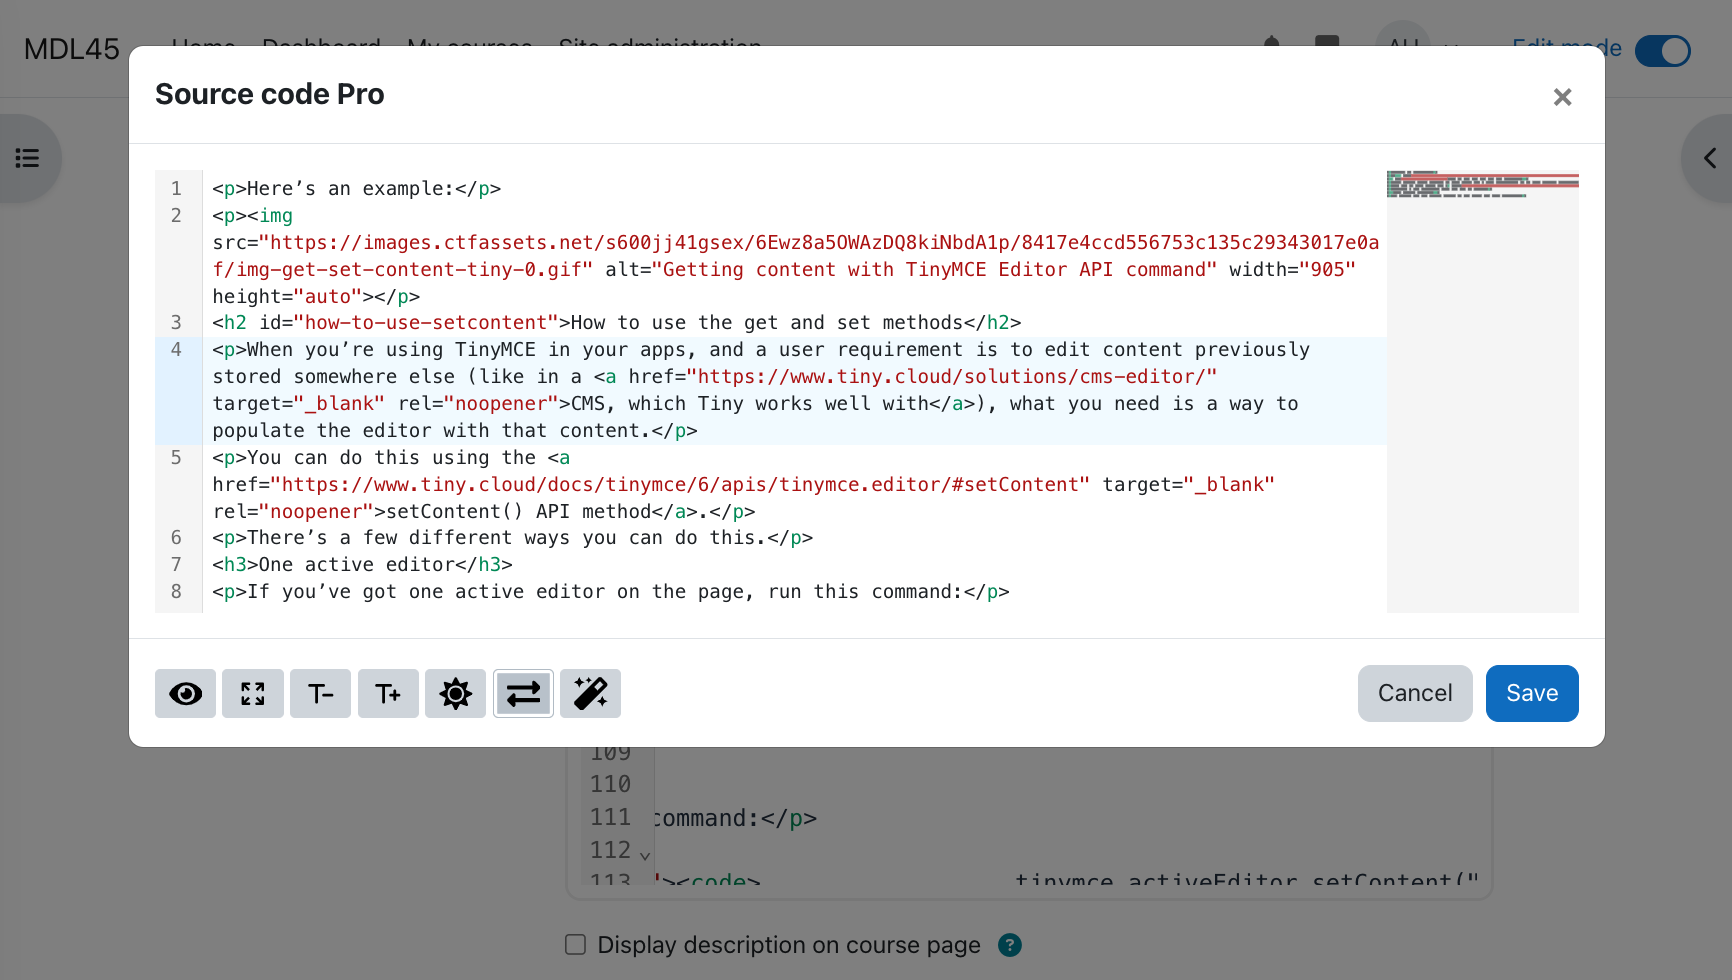 MDL45 Home Dashboard My courses Site administration AU Edit mode
Source code Pro
1 <p>Here’s an example:</p>
2 <p><img
src="https://images.ctfassets.net/s600jj41gsex/6Ewz8a5OWAzDQ8kiNbdA1p/8417e4ccd556753c135c29343017e0a
f/img-get-set-content-tiny-0.gif" alt="Getting content with TinyMCE Editor API command" width="905"
height="auto"></p>
3 <h2 id="how-to-use-setcontent">How to use the get and set methods</h2>
4 <p>When you’re using TinyMCE in your apps, and a user requirement is to edit content previously
stored somewhere else (like in a <a href="https://www.tiny.cloud/solutions/cms-editor/"
target="_blank" rel="noopener">CMS, which Tiny works well with</a>), what you need is a way to
populate the editor with that content.</p>
5 <p>You can do this using the <a
href="https://www.tiny.cloud/docs/tinymce/6/apis/tinymce.editor/#setContent" target="_blank"
rel="noopener">setContent() API method</a>.</p>
6 <p>There’s a few different ways you can do this.</p>
7 <h3>One active editor</h3>
8 <p>If you’ve got one active editor on the page, run this command:</p>
T- T+ Cancel Save
109
110
111 command:</p>
112
113 "><code> tinymce.activeEditor.setContent("
Display description on course page ?